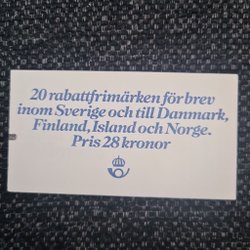 20 rabattfrimärken för brev
inom Sverige och till Danmark,
Finland, Island och Norge.
Pris 28 kronor